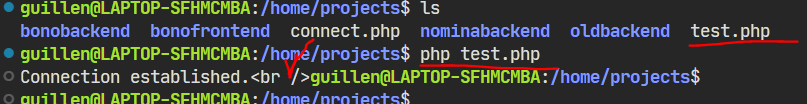 guillen@LAPTOP-SFHMCMBA:/home/projects$ ls
bonobackend bonofrontend connect.php nominabackend oldbackend test.php
guillen@LAPTOP-SFHMCMBA:/home/projects$ php test.php
Connection established.<br />guillen@LAPTOP-SFHMCMBA:/home/projects$
guillen@LAPTOP-SFHMCMBA:/home/projects$